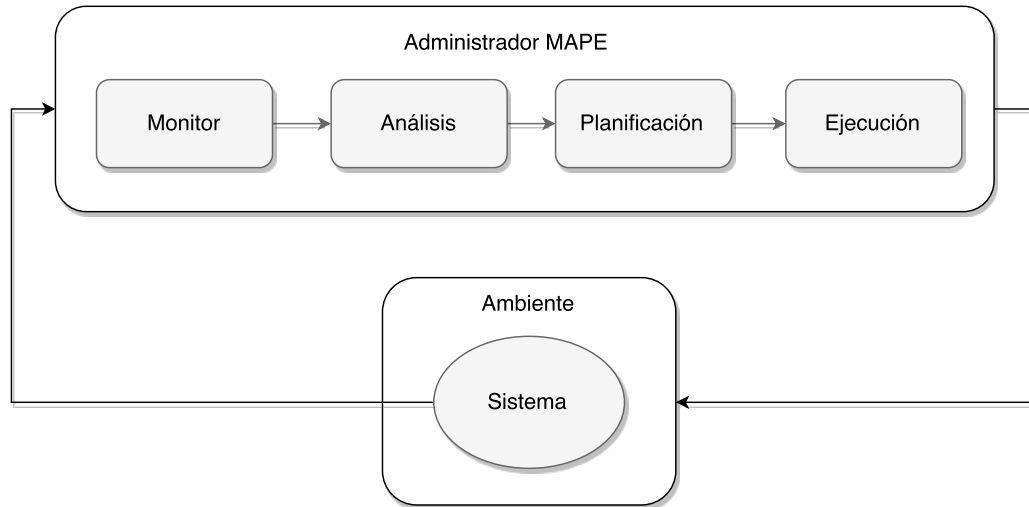 Administrador MAPE
Monitor
Análisis
Planificación
Ejecución
Ambiente
Sistema